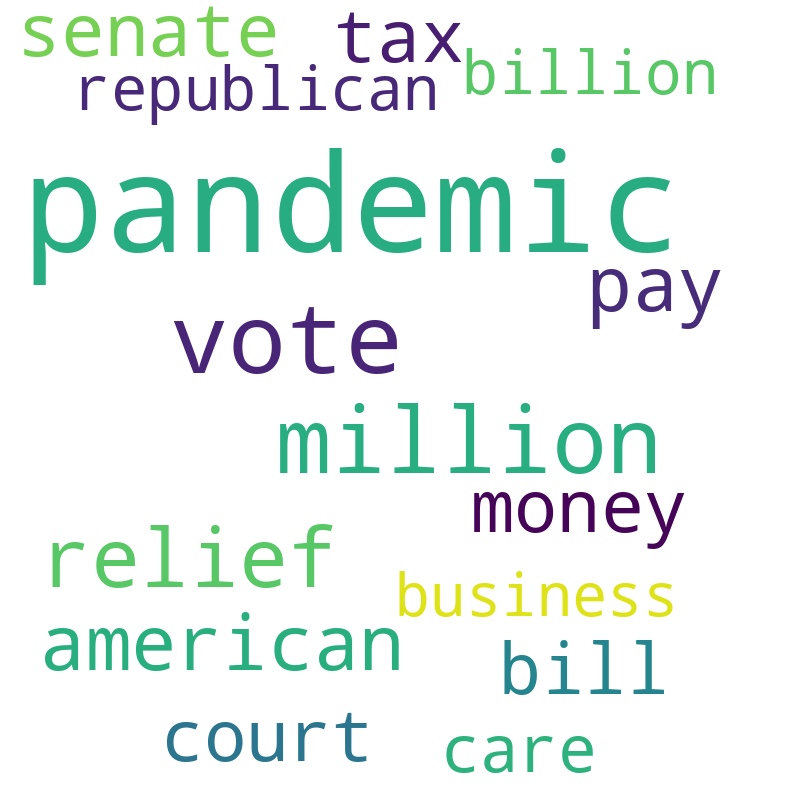 senate tax
republican billion
pandemic
pay
vote
million
money
relief
business
american
bill
court
care